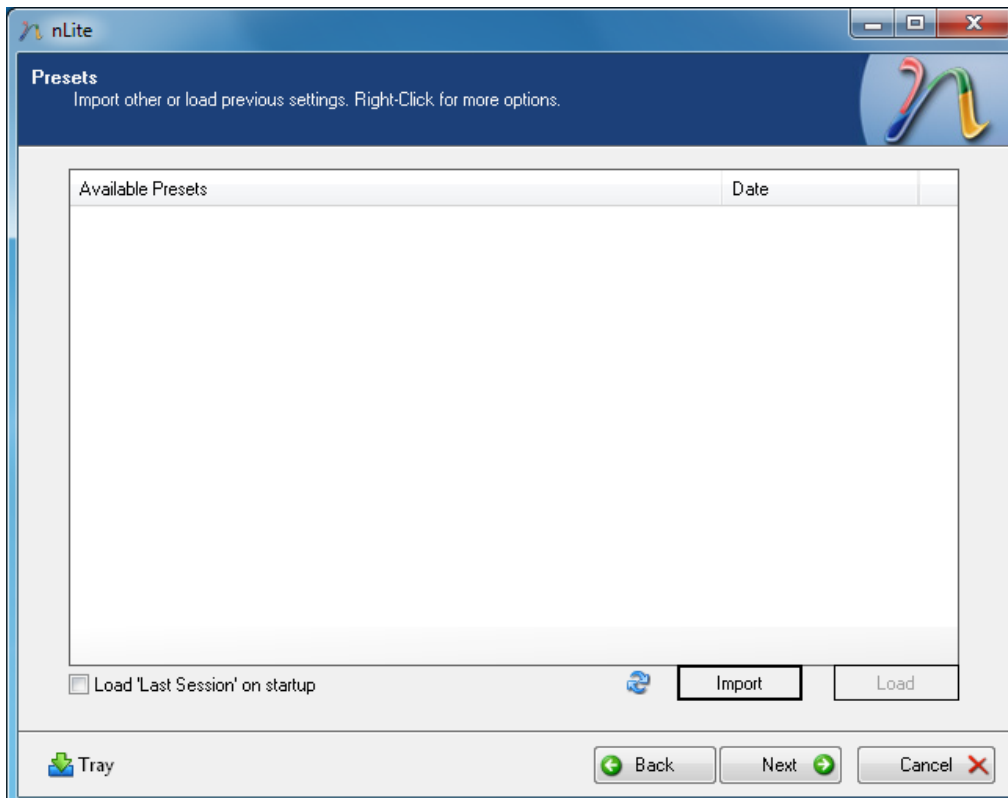 nLite
Presets
Import other or load previous settings. Right-Click for more options.
Available Presets Date
Load 'Last Session' on startup Import Load
Tray Back Next Cancel